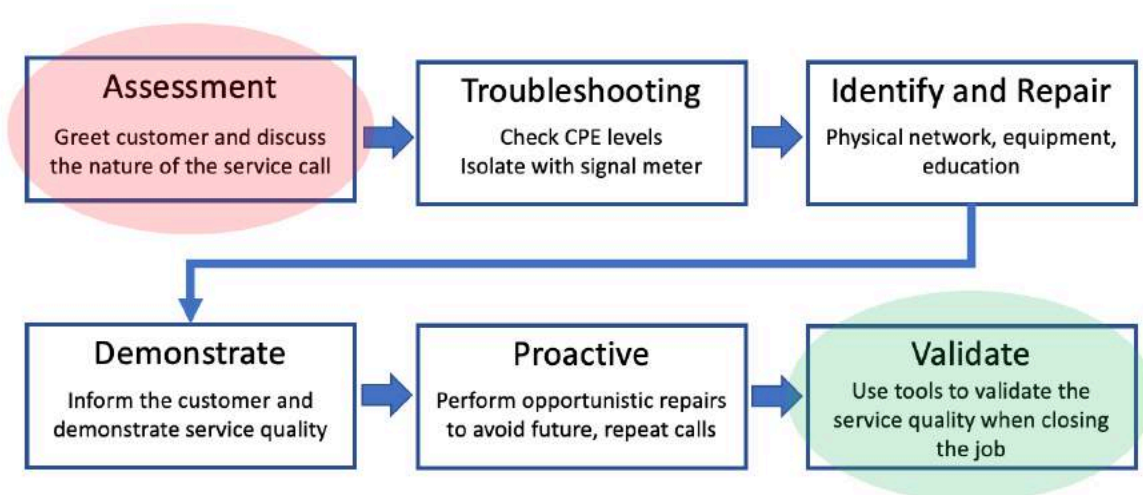 Assessment
Greet customer and discuss
the nature of the service call
Troubleshooting
Check CPE levels
Isolate with signal meter
Identify and Repair
Physical network, equipment,
education
Demonstrate
Inform the customer and
demonstrate service quality
Proactive
Perform opportunistic repairs
to avoid future, repeat calls
Validate
Use tools to validate the
service quality when closing
the job